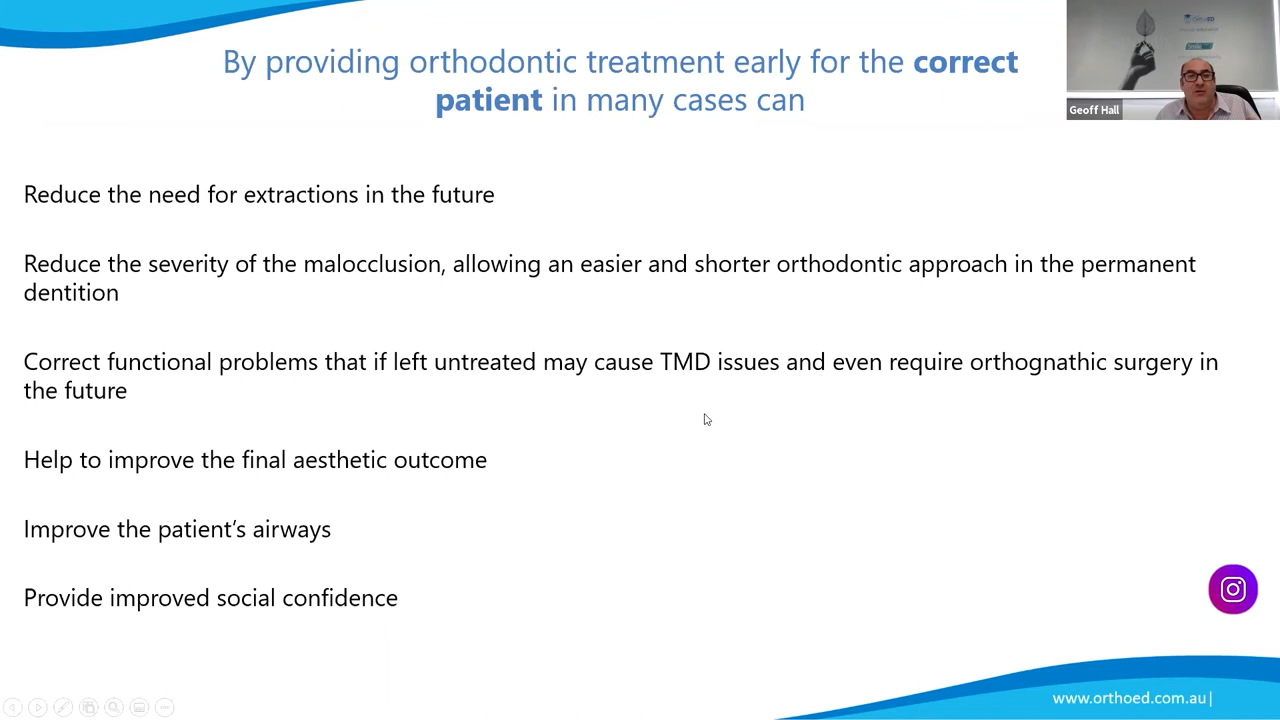 By providing orthodontic treatment early for the correct
patient in many cases can
Geoff Hall
Reduce the need for extractions in the future
Reduce the severity of the malocclusion, allowing an easier and shorter orthodontic approach in the permanent
dentition
Correct functional problems that if left untreated may cause TMD issues and even require orthognathic surgery in
the future
Help to improve the final aesthetic outcome
Improve the patient’s airways
Provide improved social confidence
www.orthoed.com.au|